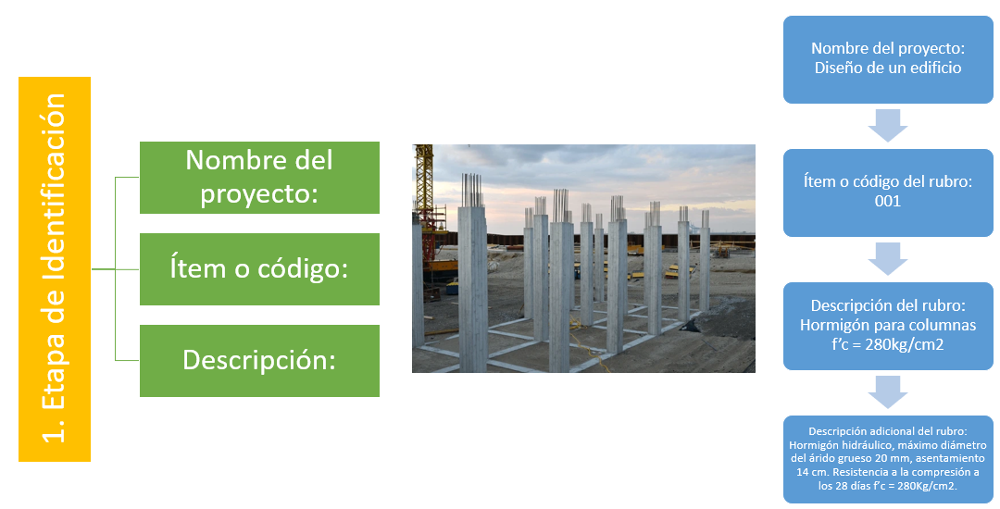 1. Etapa de Identificación
Nombre del
proyecto:
Ítem o código:
Descripción:
Nombre del proyecto:
Diseño de un edificio
Ítem o código del rubro:
001
Descripción del rubro:
Hormigón para columnas
f’c = 280kg/cm2
Descripción adicional del rubro:
Hormigón hidráulico, máximo diámetro
del árido grueso 20 mm, asentamiento
14 cm. Resistencia a la compresión a
los 28 días f’c = 280Kg/cm2.